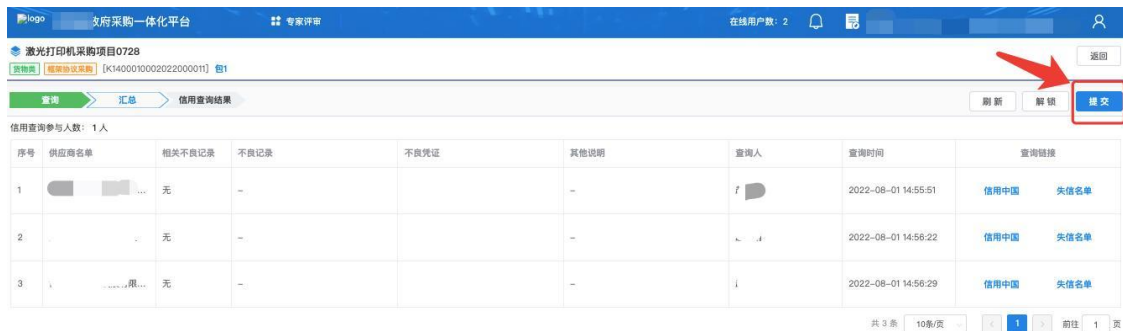 logo 政府采购一体化平台 专家评审 在线用户数：2
激光打印机采购项目0728 返回
货物类 框架协议采购 [K1400010002022000011] 包1
查询 汇总 信用查询结果 刷新 解锁 提交
信用查询参与人数： 1 人
序号 供应商名单 相关不良记录 不良记录 不良凭证 其他说明 查询人 查询时间 查询链接
1 ... 无 – – 2022-08-01 14:55:51 信用中国 失信名单
2 无 – – 2022-08-01 14:56:22 信用中国 失信名单
3 限... 无 – – 2022-08-01 14:56:29 信用中国 失信名单
共 3 条 10条/页 1 前往 1 页